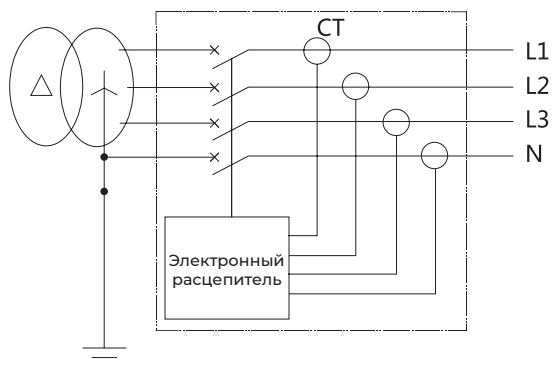 CT
L1
L2
L3
N
Электронный
расцепитель